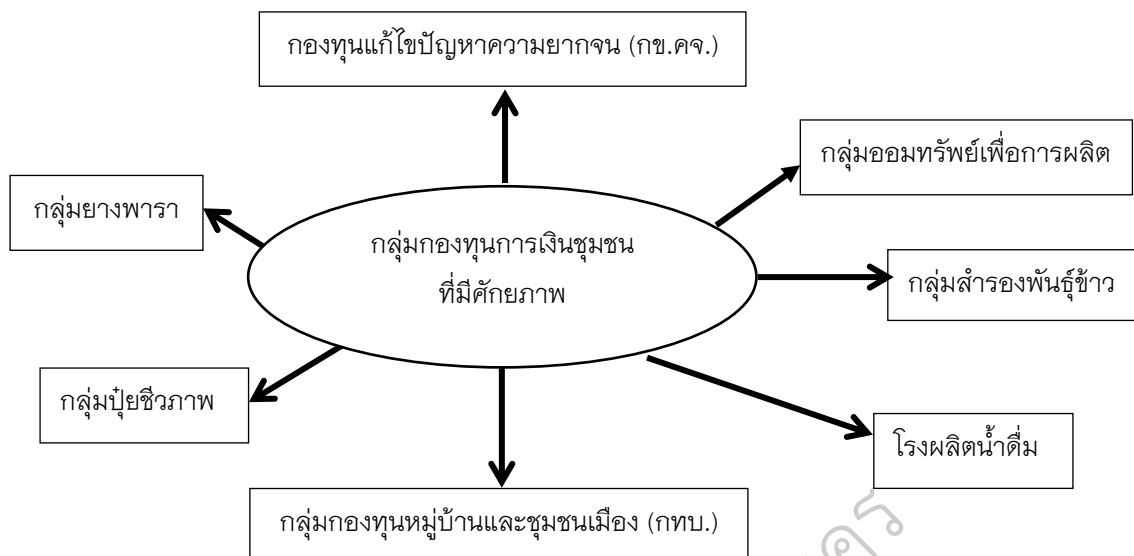 กองทุนแก้ไขปัญหาความยากจน (กข.คจ.)
กลุ่มออมทรัพย์เพื่อการผลิต
กลุ่มยางพารา
กลุ่มกองทุนการเงินชุมชน
ที่มีศักยภาพ
กลุ่มสำรองพันธุ์ข้าว
กลุ่มปุ๋ยชีวภาพ
โรงผลิตน้ำดื่ม
กลุ่มกองทุนหมู่บ้านและชุมชนเมือง (กทบ.)